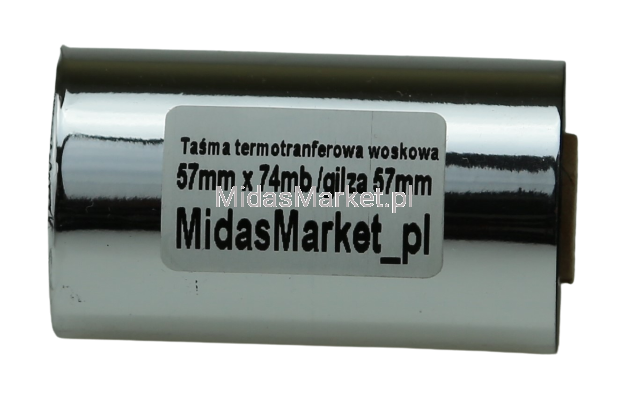 Taśma termotranferowa woskowa
57mm x 74mb /gilza 57mm
MidasMarket.pl
MidasMarket_pl